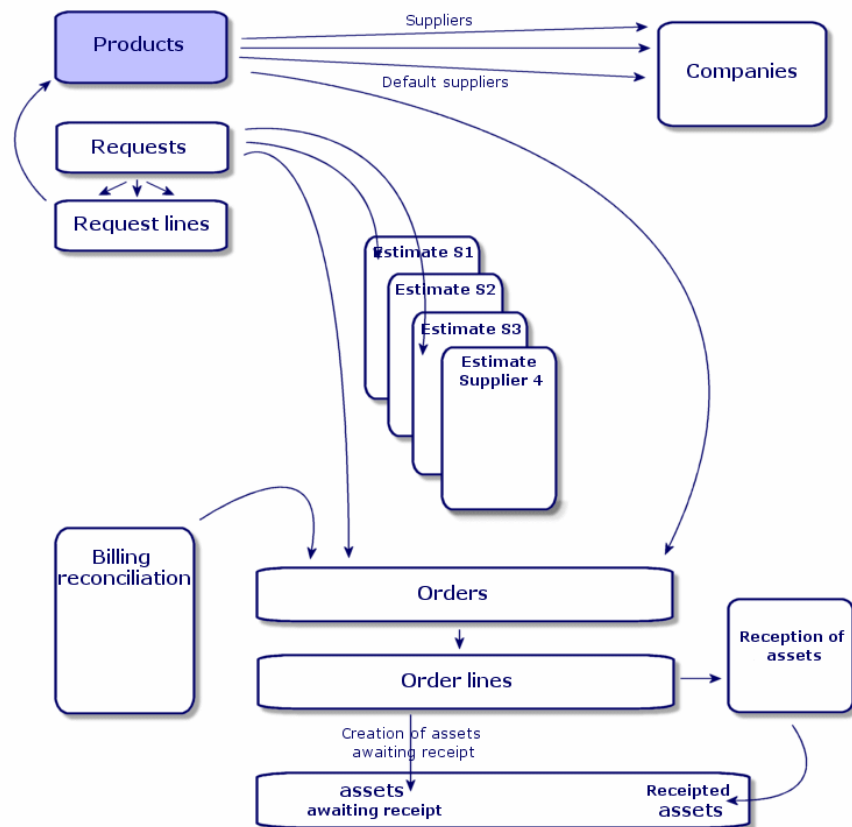 Suppliers
Products
Companies
Default suppliers
Requests
Request lines
Estimate S1
Estimate S2
Estimate S3
Estimate
Supplier 4
Billing
reconciliation
Orders
Reception of
assets
Order lines
Creation of assets
awaiting receipt
assets
awaiting receipt
Receipted
assets